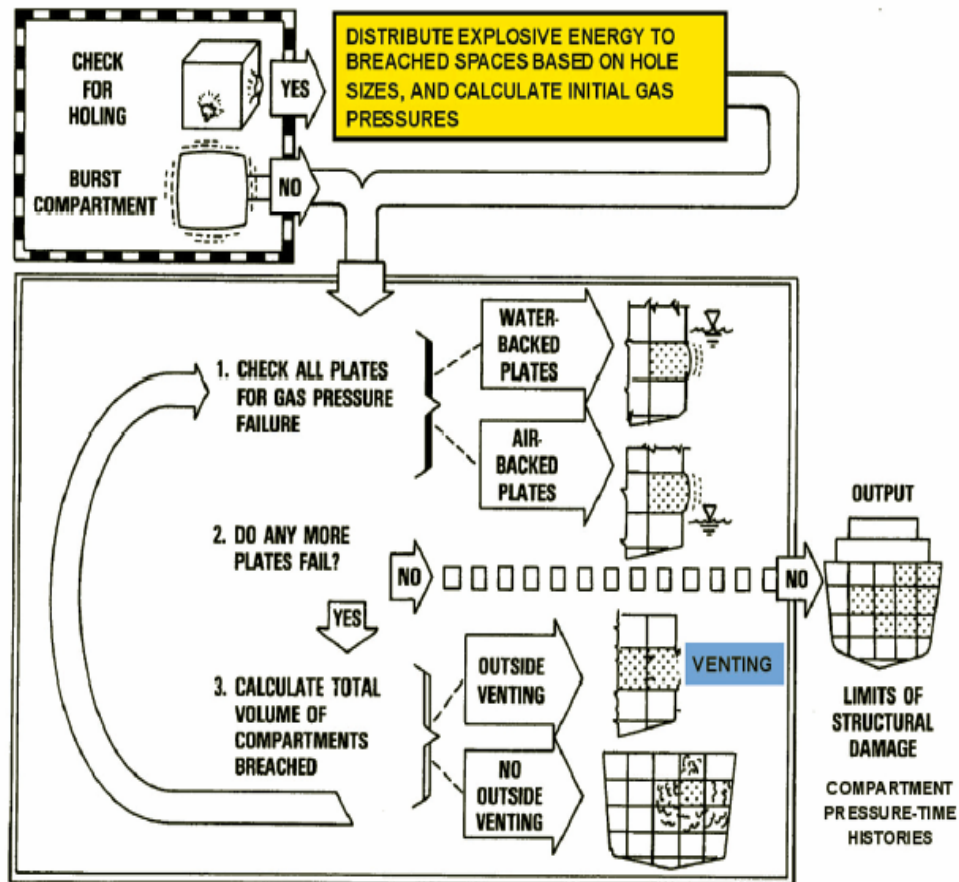 CHECK
FOR
HOLING
YES
DISTRIBUTE EXPLOSIVE ENERGY TO
BREACHED SPACES BASED ON HOLE
SIZES, AND CALCULATE INITIAL GAS
PRESSURES
BURST
COMPARTMENT
NO
1. CHECK ALL PLATES
FOR GAS PRESSURE
FAILURE
WATER-
BACKED
PLATES
AIR-
BACKED
PLATES
2. DO ANY MORE
PLATES FAIL?
NO
NO
YES
3. CALCULATE TOTAL
VOLUME OF
COMPARTMENTS
BREACHED
OUTSIDE
VENTING
VENTING
NO
OUTSIDE
VENTING
OUTPUT
LIMITS OF
STRUCTURAL
DAMAGE
COMPARTMENT
PRESSURE-TIME
HISTORIES